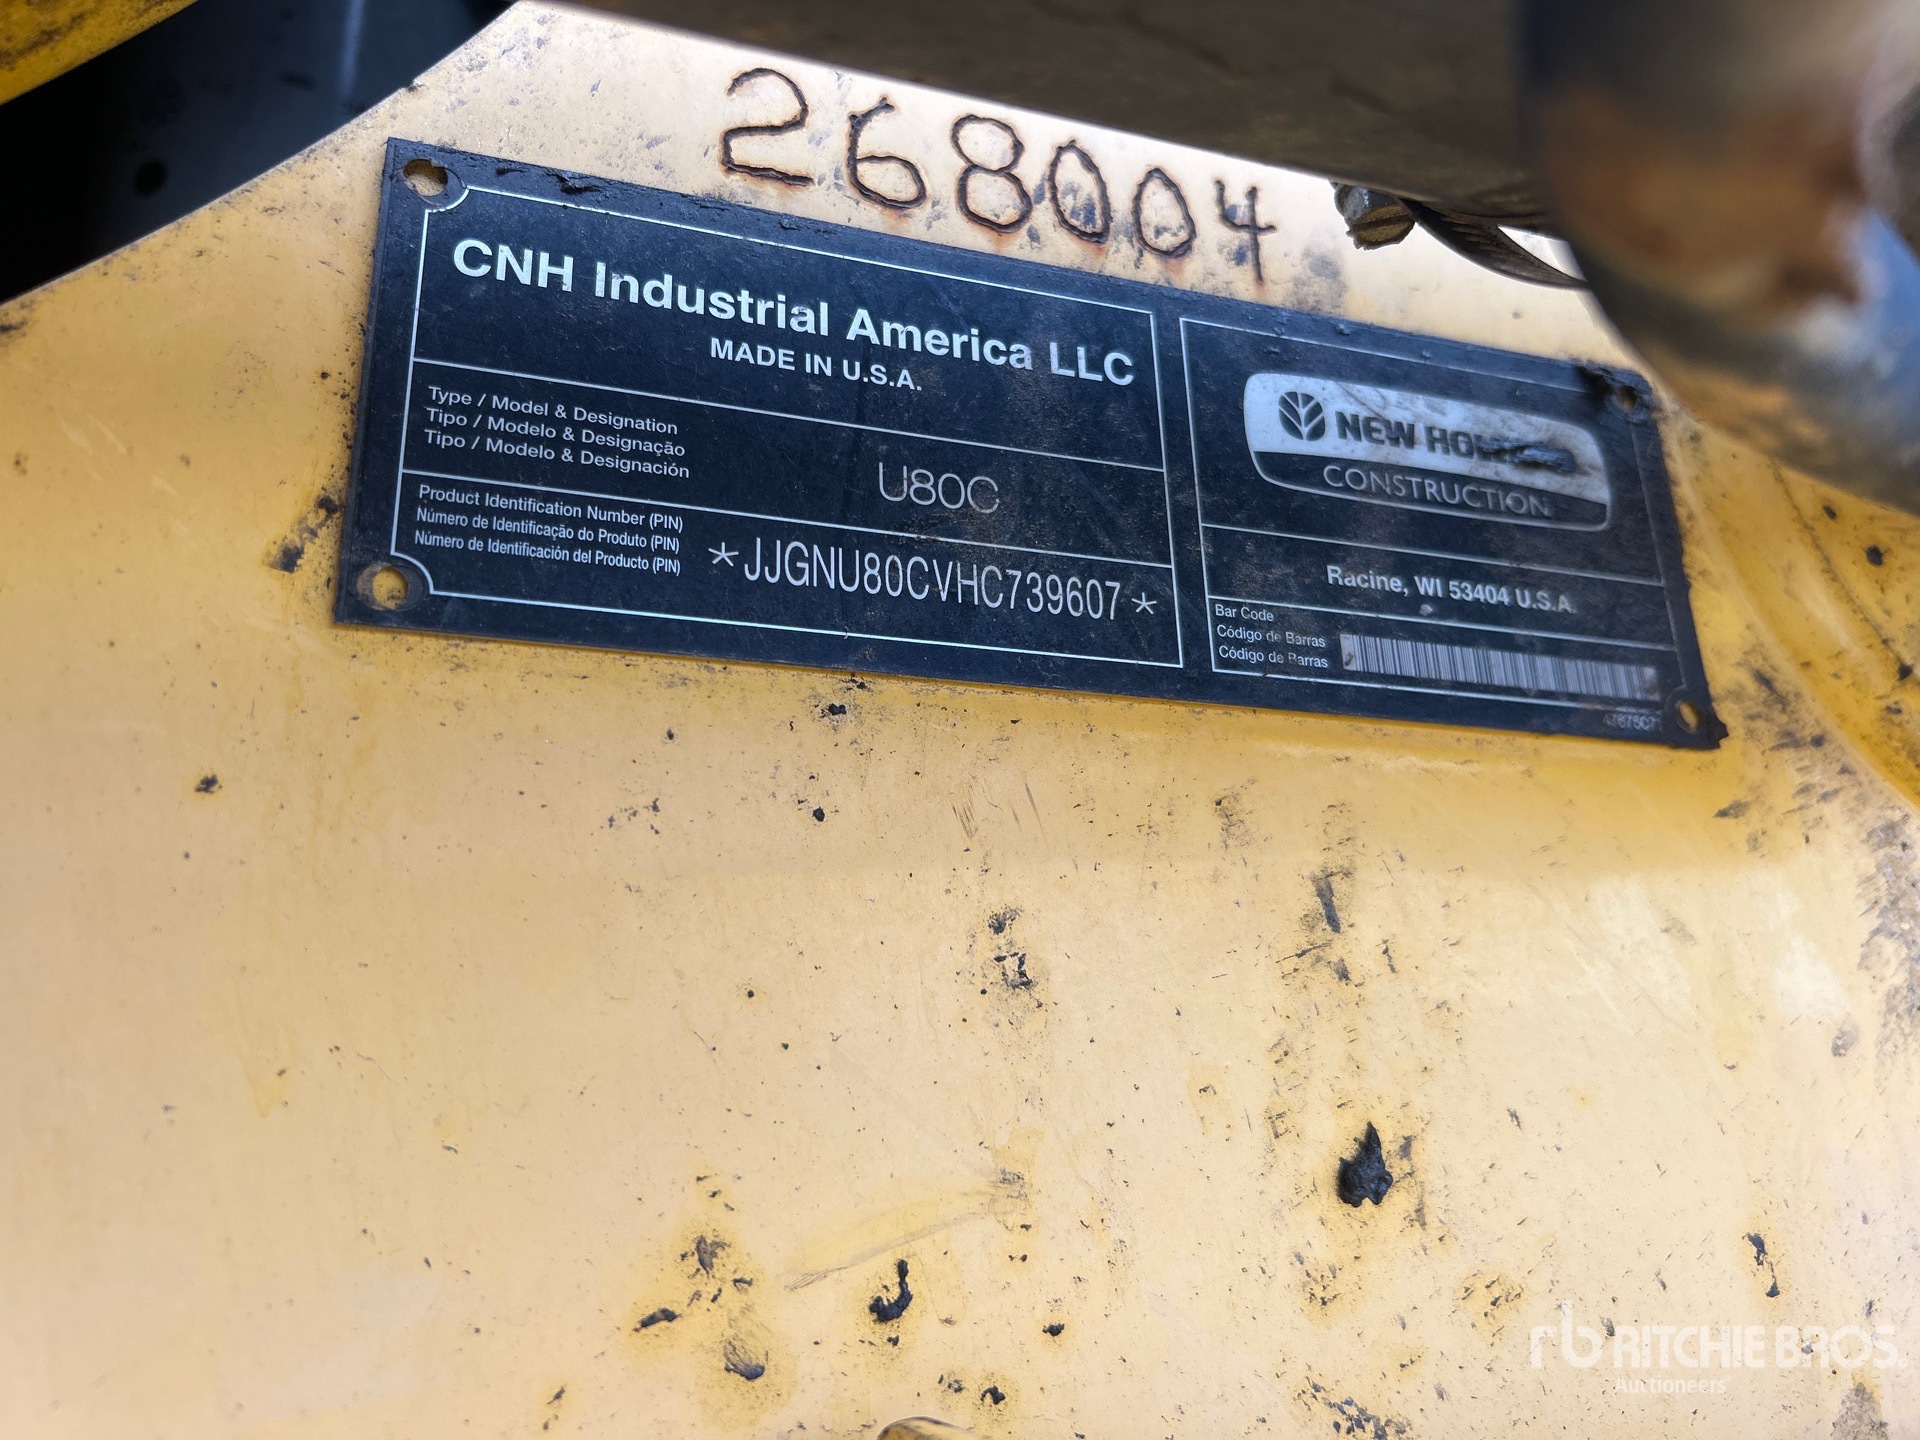 268004
CNH Industrial America LLC
MADE IN U.S.A.
Type / Model & Designation
Tipo / Modelo & Designação
Tipo / Modelo & Designación
U80C
Product Identification Number (PIN)
Número de Identificação do Produto (PIN)
Número de Identificación del Producto (PIN)
*JJGNU80CVHC739607*
NEW
CONSTRUCTION
Racine, WI 53404 U.S.A.
Bar Code
Código de Barras
Código de Barras
rb RITCHIE BROS.
Auctioneers